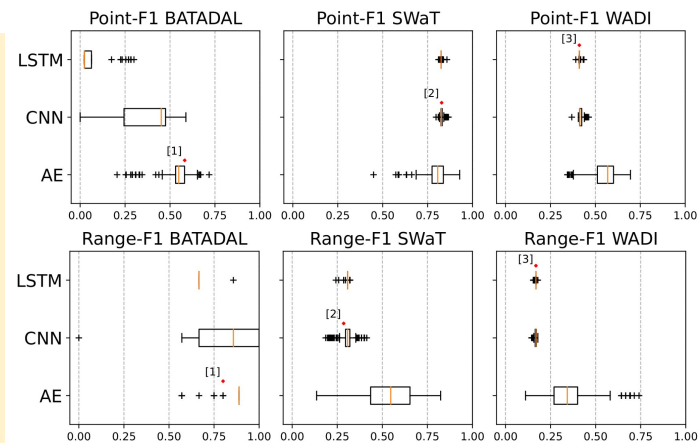 Point-F1 BATADAL
Point-F1 SWaT
Point-F1 WADI
LSTM
CNN
AE
[1]
[2]
[3]
0.00 0.25 0.50 0.75 1.00
0.00 0.25 0.50 0.75 1.00
0.00 0.25 0.50 0.75 1.00
Range-F1 BATADAL
Range-F1 SWaT
Range-F1 WADI
LSTM
CNN
AE
[1]
[2]
[3]
0.00 0.25 0.50 0.75 1.00
0.00 0.25 0.50 0.75 1.00
0.00 0.25 0.50 0.75 1.00